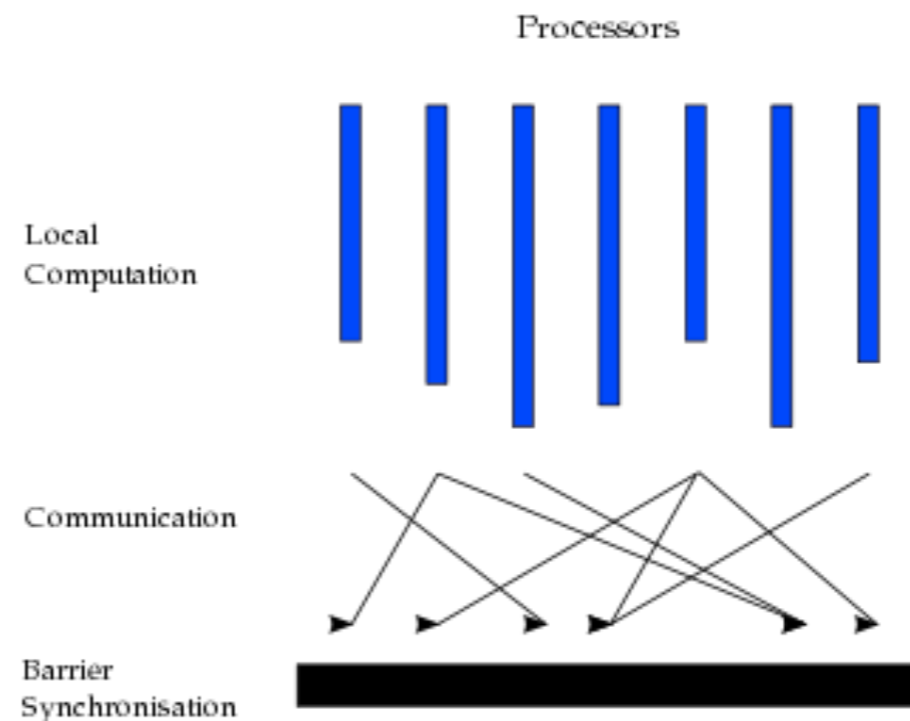 Processors
Local
Computation
Communication
Barrier
Synchronisation